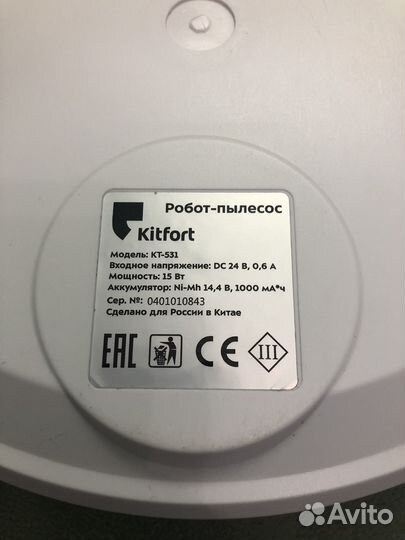 Робот-пылесос
Kitfort
Модель: КТ-531
Входное напряжение: DC 24 В, 0,6 А
Мощность: 15 Вт
Аккумулятор: Ni-Mh 14,4 В, 1000 мА*ч
Сер. №: 0401010843
Сделано для России в Китае
EAC CE III
Avito